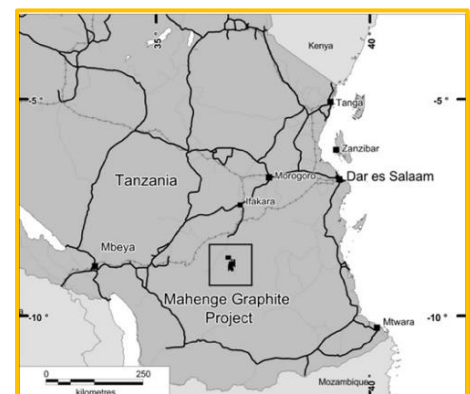 35°
40°
Kenya
-5°
-5°
Tanga
Zanzibar
Dar es Salaam
Morogoro
Tanzania
Ifakara
Mbeya
Mahenge Graphite
Project
-10°
-10°
Mtwara
0
250
kilometres
Mozambique
40°